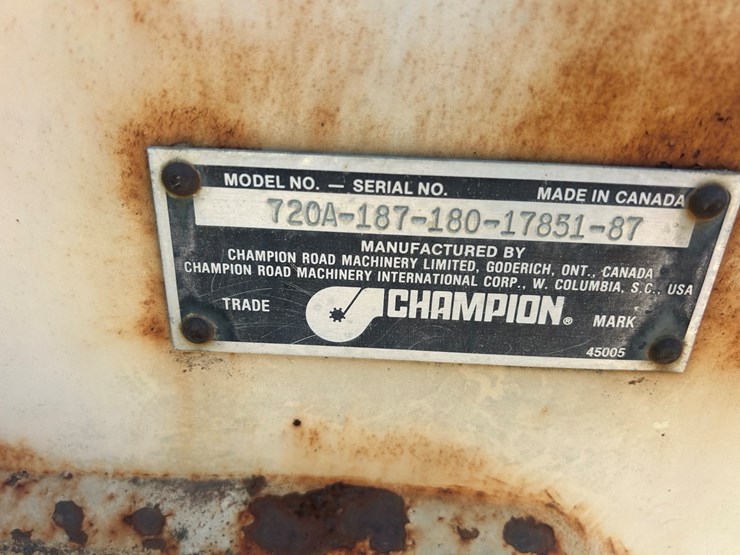 MODEL NO. — SERIAL NO. MADE IN CANADA
720A-187-180-17851-87
MANUFACTURED BY
CHAMPION ROAD MACHINERY LIMITED, GODERICH, ONT., CANADA
CHAMPION ROAD MACHINERY INTERNATIONAL CORP., W. COLUMBIA, S.C., USA
TRADE CHAMPION® MARK
45005